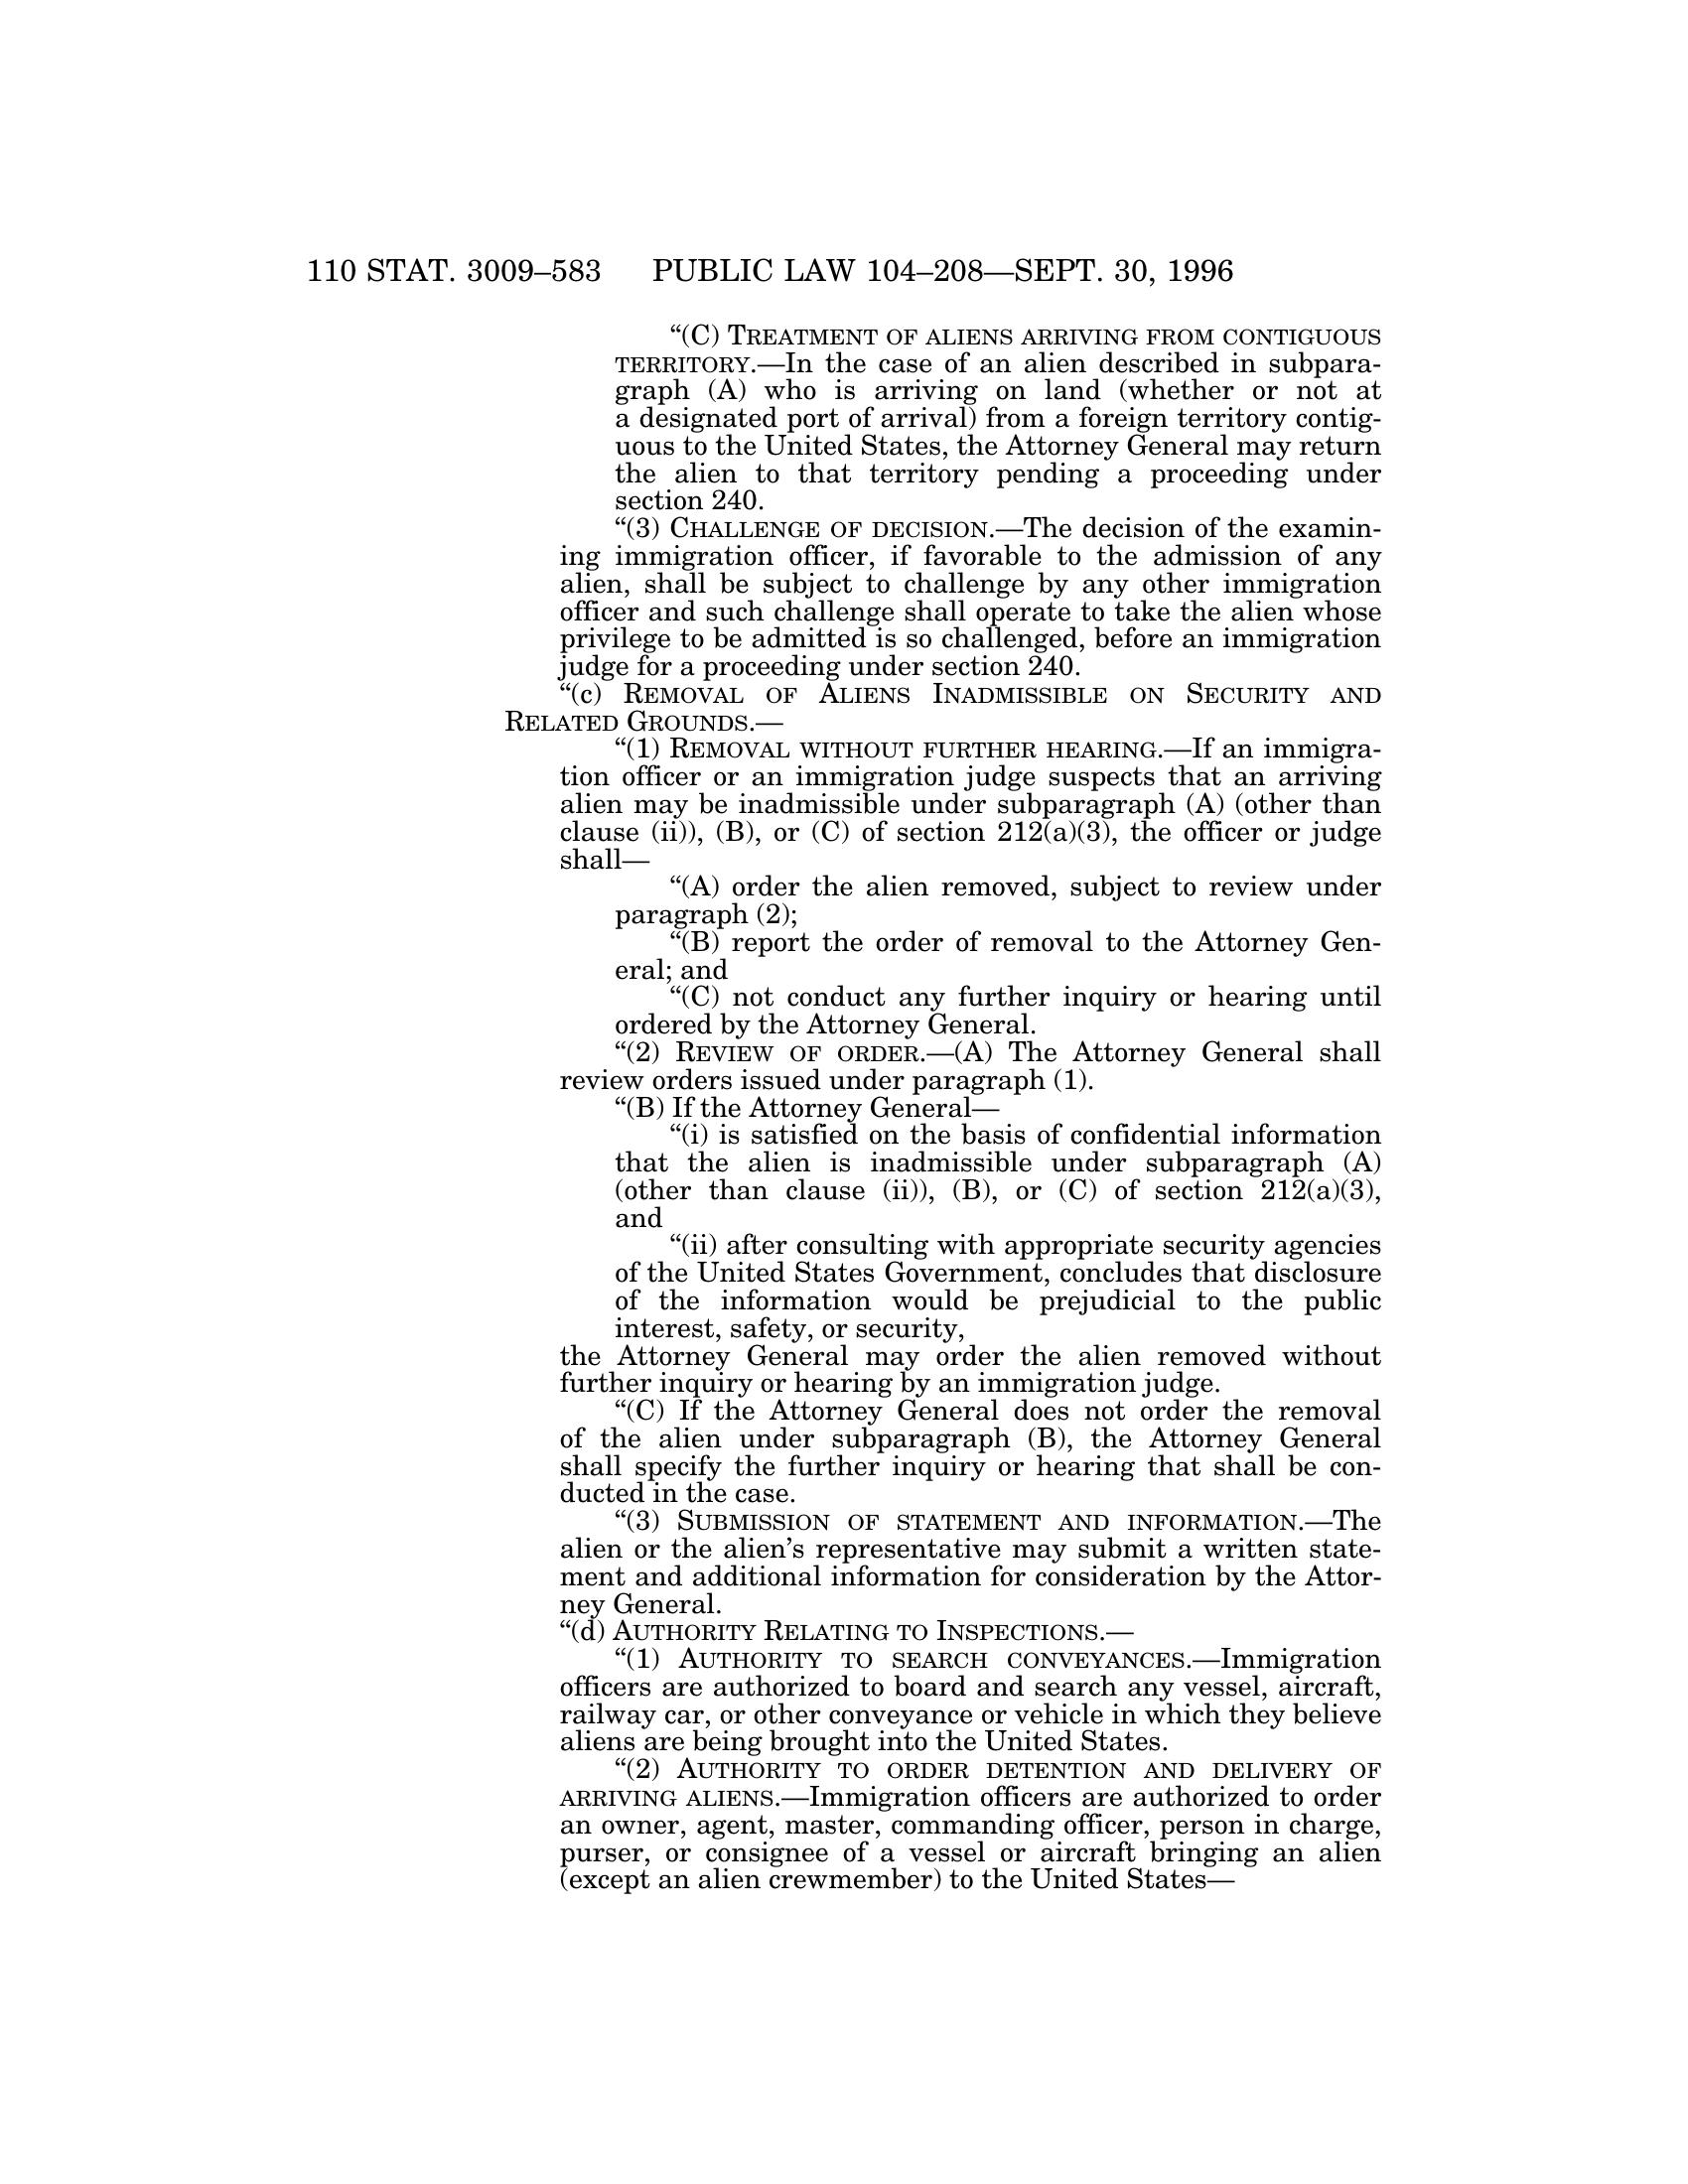 110 STAT. 3009–583 PUBLIC LAW 104–208—SEPT. 30, 1996
“(C) TREATMENT OF ALIENS ARRIVING FROM CONTIGUOUS
TERRITORY.—In the case of an alien described in subpara-
graph (A) who is arriving on land (whether or not at
a designated port of arrival) from a foreign territory contig-
uous to the United States, the Attorney General may return
the alien to that territory pending a proceeding under
section 240.
“(3) CHALLENGE OF DECISION.—The decision of the examin-
ing immigration officer, if favorable to the admission of any
alien, shall be subject to challenge by any other immigration
officer and such challenge shall operate to take the alien whose
privilege to be admitted is so challenged, before an immigration
judge for a proceeding under section 240.
“(c) REMOVAL OF ALIENS INADMISSIBLE ON SECURITY AND
RELATED GROUNDS.—
“(1) REMOVAL WITHOUT FURTHER HEARING.—If an immigra-
tion officer or an immigration judge suspects that an arriving
alien may be inadmissible under subparagraph (A) (other than
clause (ii)), (B), or (C) of section 212(a)(3), the officer or judge
shall—
“(A) order the alien removed, subject to review under
paragraph (2);
“(B) report the order of removal to the Attorney Gen-
eral; and
“(C) not conduct any further inquiry or hearing until
ordered by the Attorney General.
“(2) REVIEW OF ORDER.—(A) The Attorney General shall
review orders issued under paragraph (1).
“(B) If the Attorney General—
“(i) is satisfied on the basis of confidential information
that the alien is inadmissible under subparagraph (A)
(other than clause (ii)), (B), or (C) of section 212(a)(3),
and
“(ii) after consulting with appropriate security agencies
of the United States Government, concludes that disclosure
of the information would be prejudicial to the public
interest, safety, or security,
the Attorney General may order the alien removed without
further inquiry or hearing by an immigration judge.
“(C) If the Attorney General does not order the removal
of the alien under subparagraph (B), the Attorney General
shall specify the further inquiry or hearing that shall be con-
ducted in the case.
“(3) SUBMISSION OF STATEMENT AND INFORMATION.—The
alien or the alien’s representative may submit a written state-
ment and additional information for consideration by the Attor-
ney General.
“(d) AUTHORITY RELATING TO INSPECTIONS.—
“(1) AUTHORITY TO SEARCH CONVEYANCES.—Immigration
officers are authorized to board and search any vessel, aircraft,
railway car, or other conveyance or vehicle in which they believe
aliens are being brought into the United States.
“(2) AUTHORITY TO ORDER DETENTION AND DELIVERY OF
ARRIVING ALIENS.—Immigration officers are authorized to order
an owner, agent, master, commanding officer, person in charge,
purser, or consignee of a vessel or aircraft bringing an alien
(except an alien crewmember) to the United States—